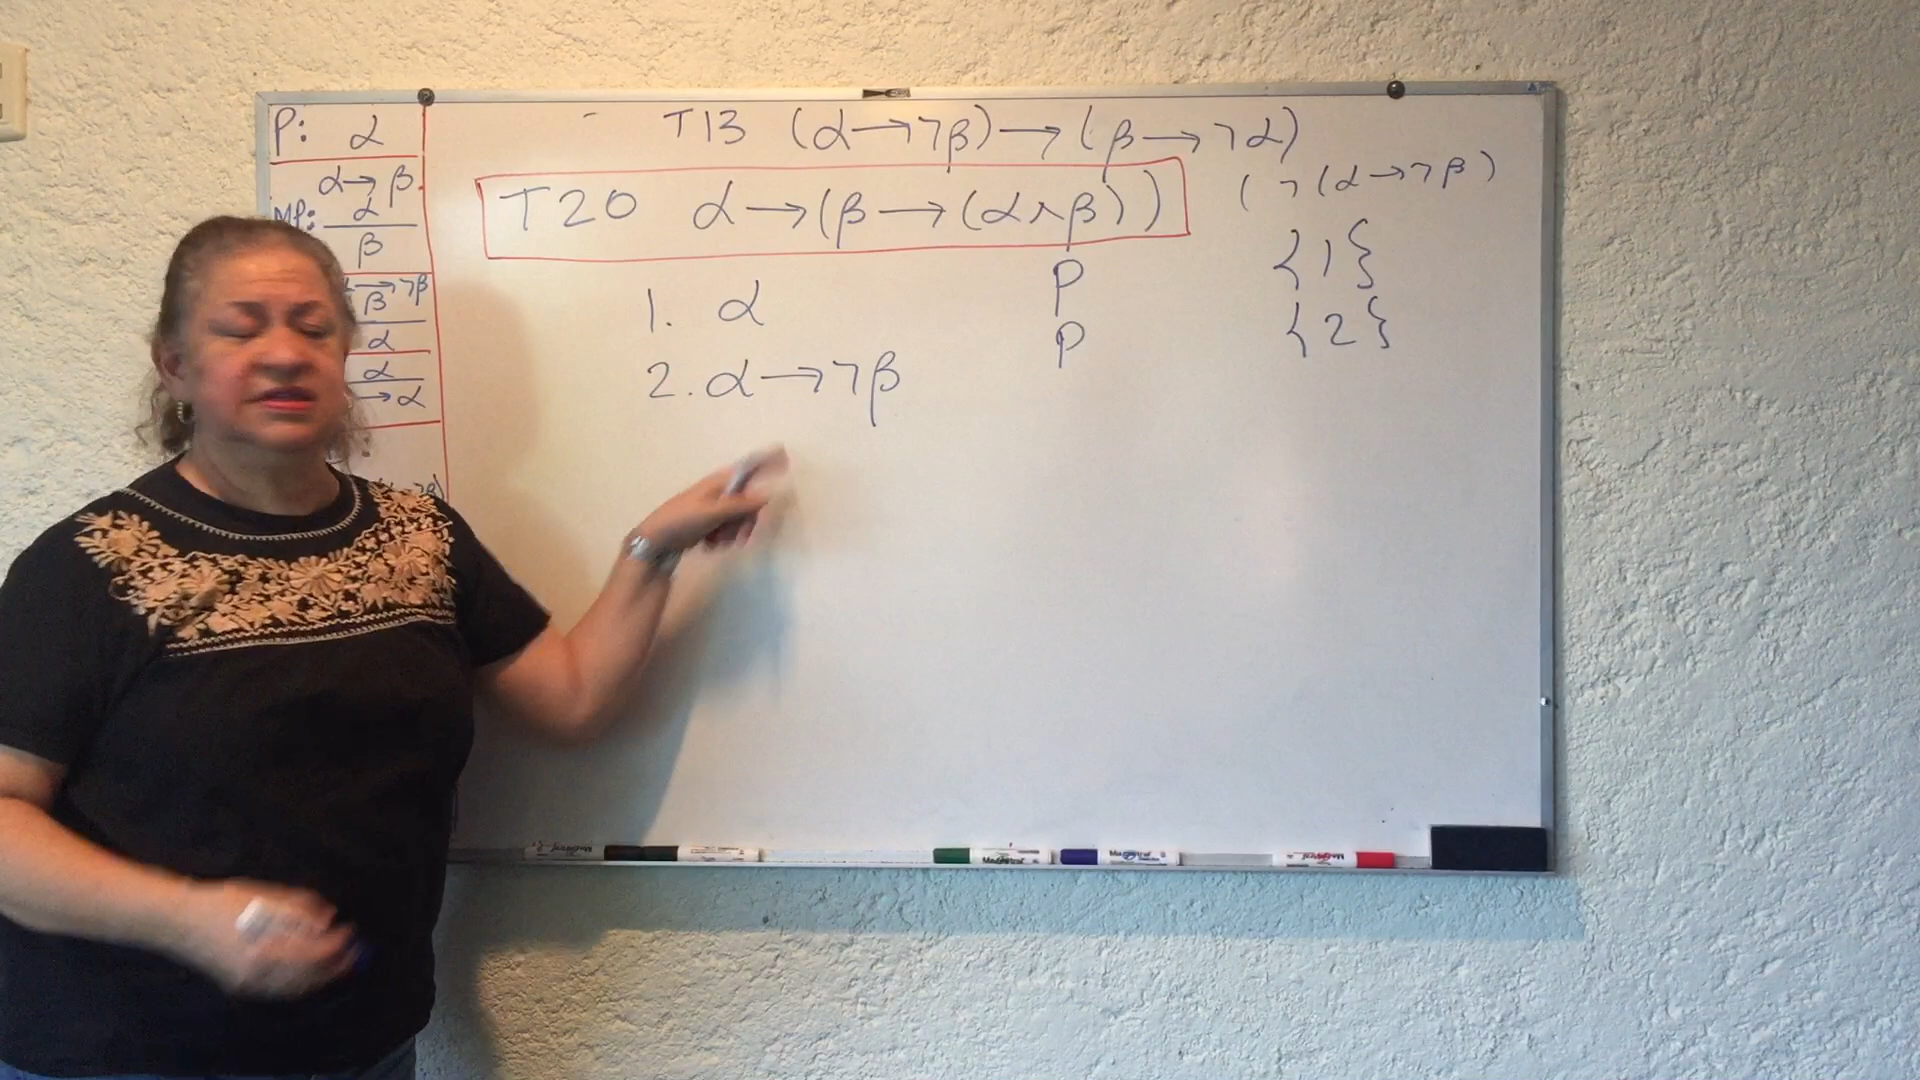 P: α
α→β
MP: α
β
→¬β
β
α
α
→α
→¬β)
T13 (α→¬β)→(β→¬α)
T20 α→(β→(α∧β))
(¬(α→¬β)
1. α P {1}
2. α→¬β P {2}